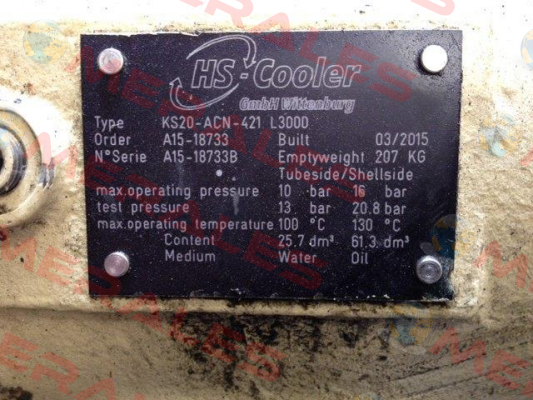 HS-Cooler
GmbH Wittenburg
Type KS20-ACN-421 L3000
Order A15-18733 Built 03/2015
N°Serie A15-18733B Emptyweight 207 KG
Tubeside/Shellside
max.operating pressure 10 bar 16 bar
test pressure 13 bar 20.8 bar
max.operating temperature 100 °C 130 °C
Content 25.7 dm³ 61.3 dm³
Medium Water Oil